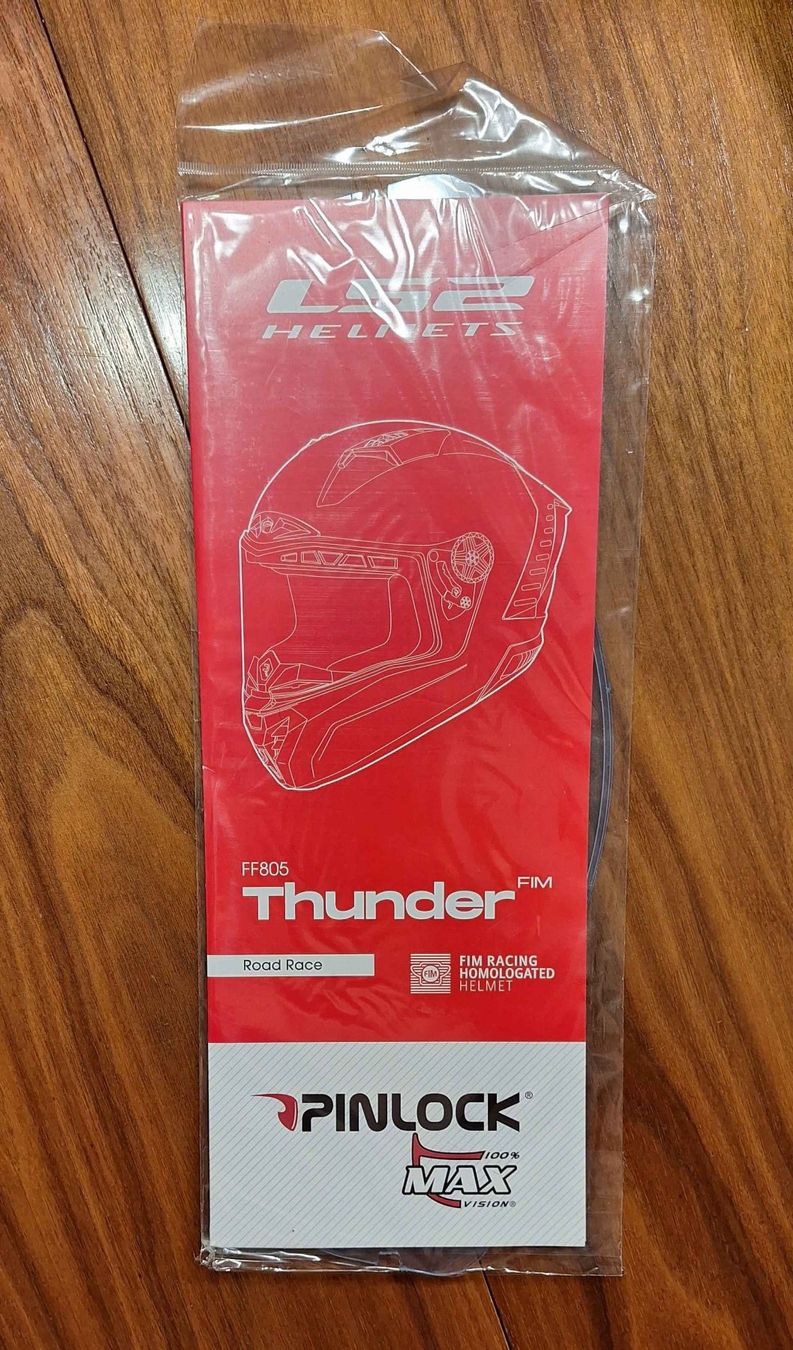 LS2
HELMETS
FF805
Thunder FIM
Road Race
FIM
FIM RACING
HOMOLOGATED
HELMET
PINLOCK®
100%
MAX
VISION®